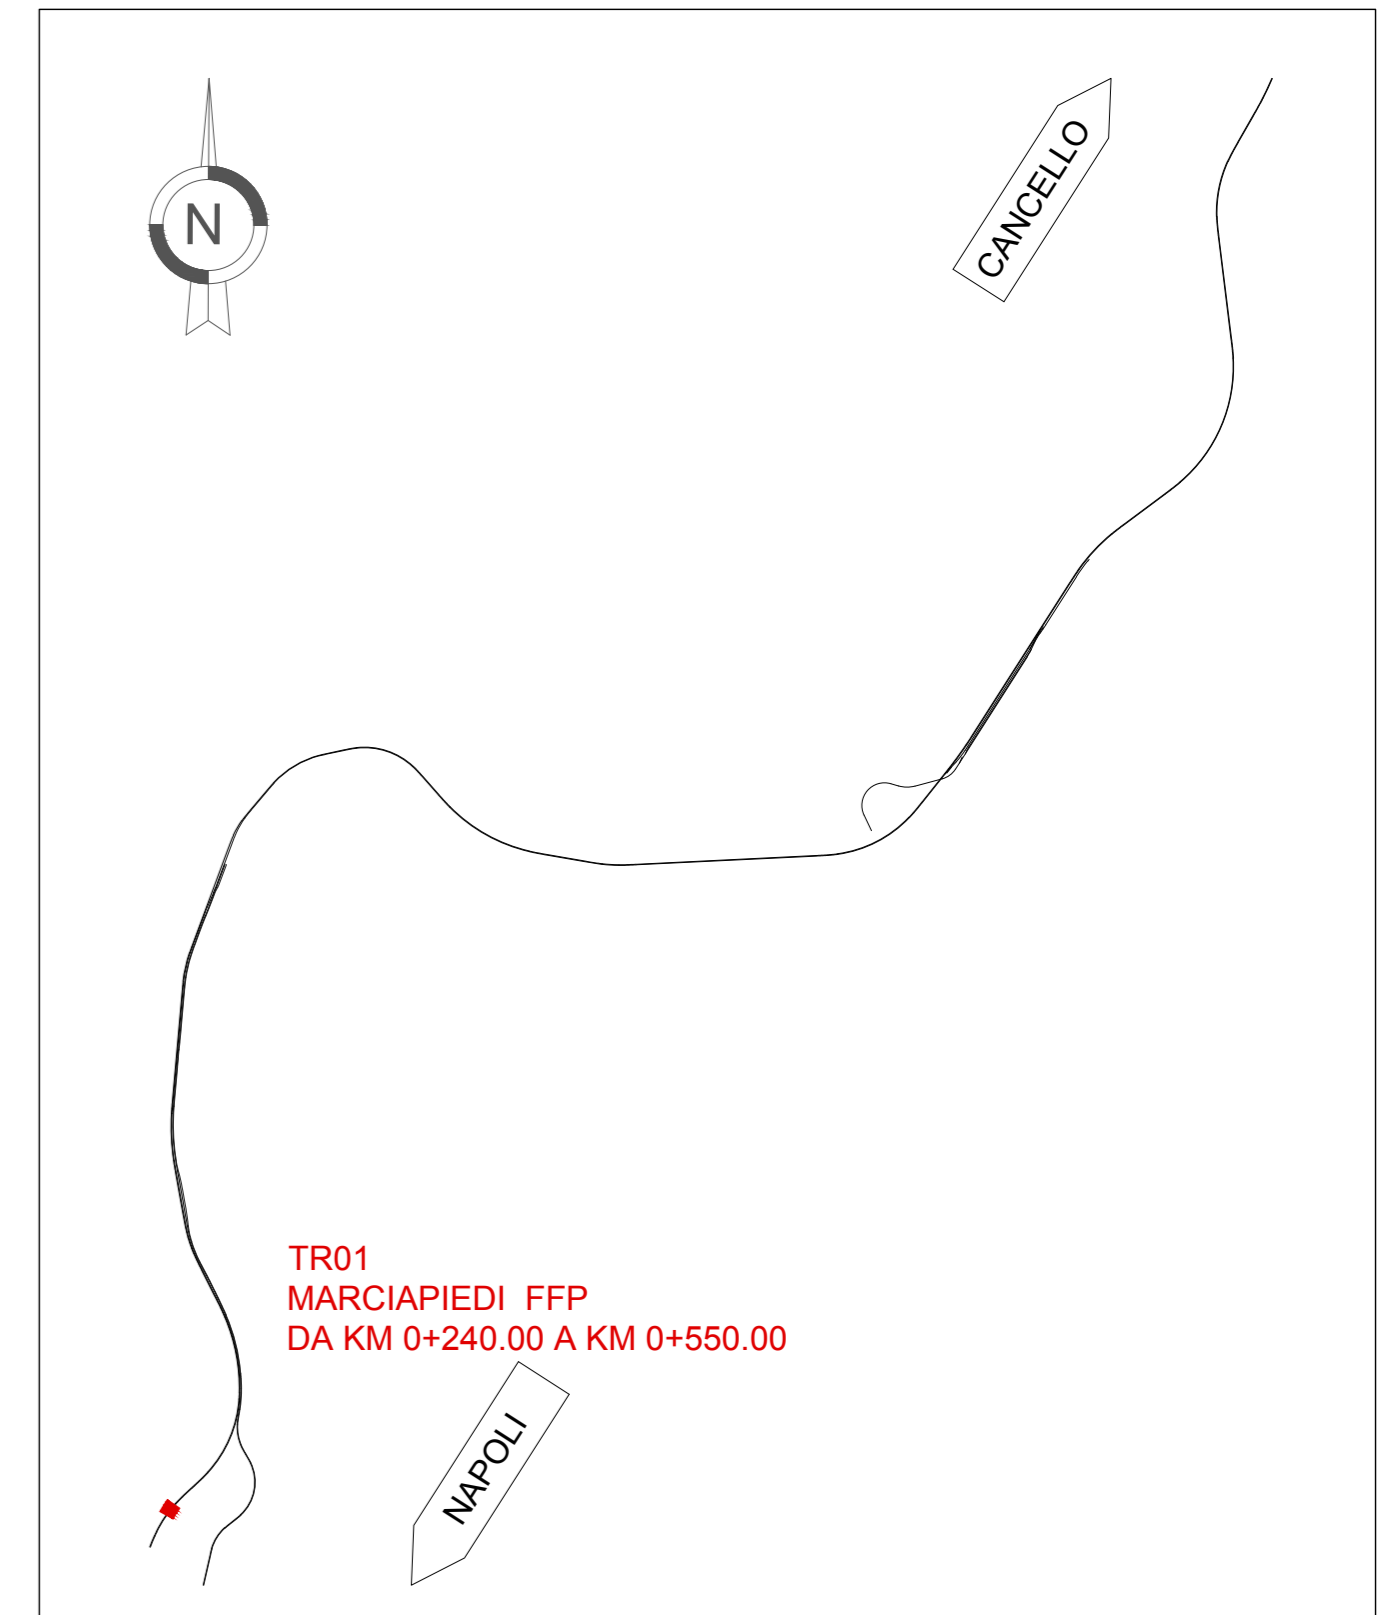 N
CANCELLO
TR01
MARCIAPIEDI FFP
DA KM 0+240.00 A KM 0+550.00
NAPOLI